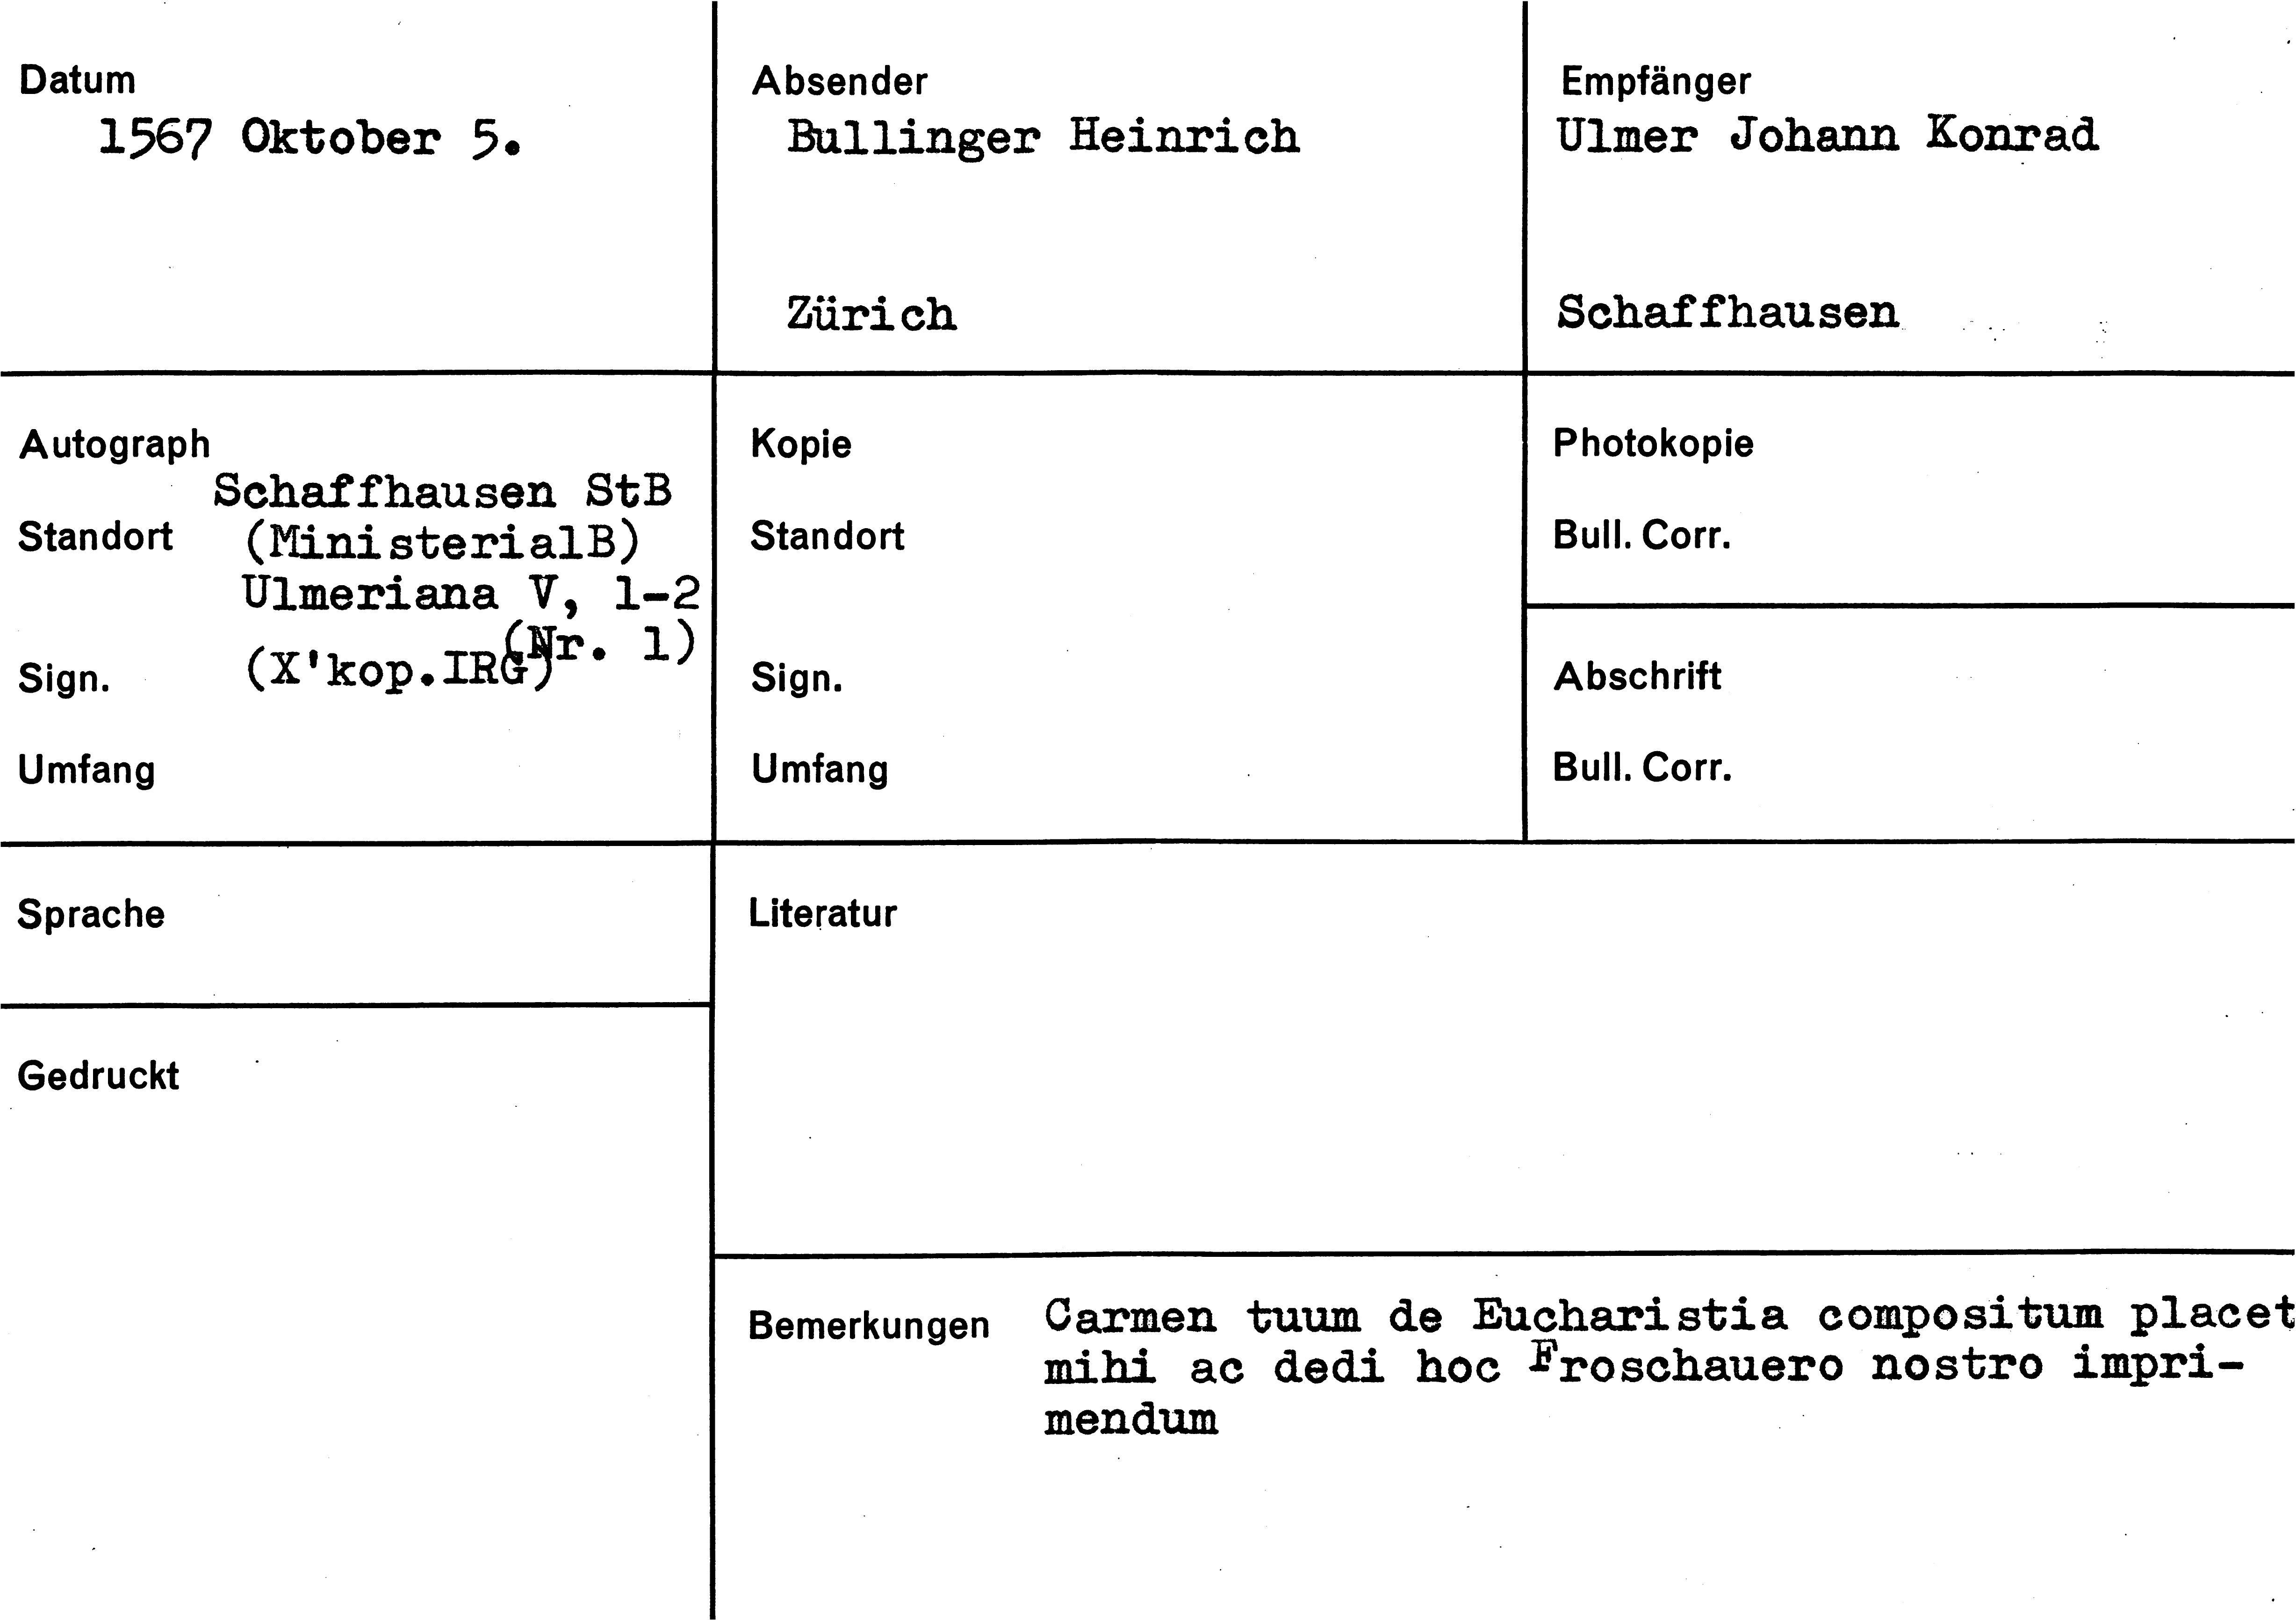 Datum
1567 Oktober 5.
Absender
Bullinger Heinrich
Zürich
Empfänger
Ulmer Johann Konrad
Schaffhausen
Autograph
Schaffhausen StB
Standort (MinisterialB)
Ulmeriana V, 1-2
(Nr. 1)
Sign. (X'kop.IRG)
Umfang
Kopie
Standort
Sign.
Umfang
Photokopie
Bull. Corr.
Abschrift
Bull. Corr.
Sprache
Literatur
Gedruckt
Bemerkungen Carmen tuum de Eucharistia compositum placet
mihi ac dedi hoc Froschauero nostro impri-
mendum